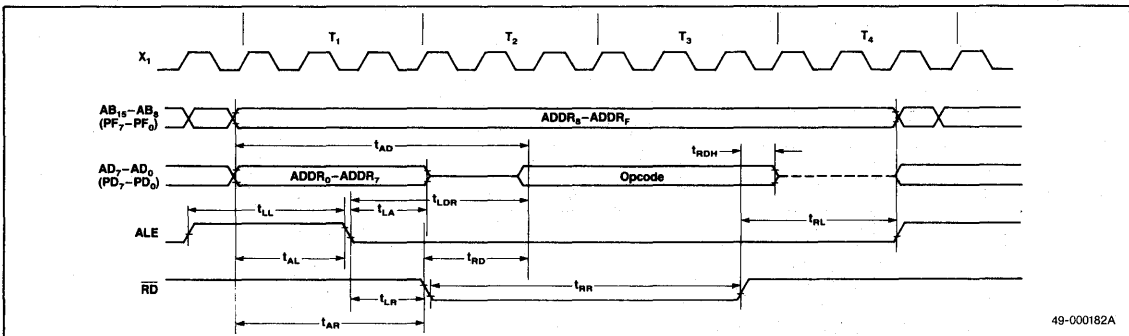 T1 T2 T3 T4
X1
AB15–AB8
(PF7–PF0)
ADDR8–ADDRF
tAD
tRDH
AD7–AD0
(PD7–PD0)
ADDR0–ADDR7
Opcode
tLL
tLA
tLDR
tRL
ALE
tAL
tRD
tRR
RD
tLR
tAR
49-000182A